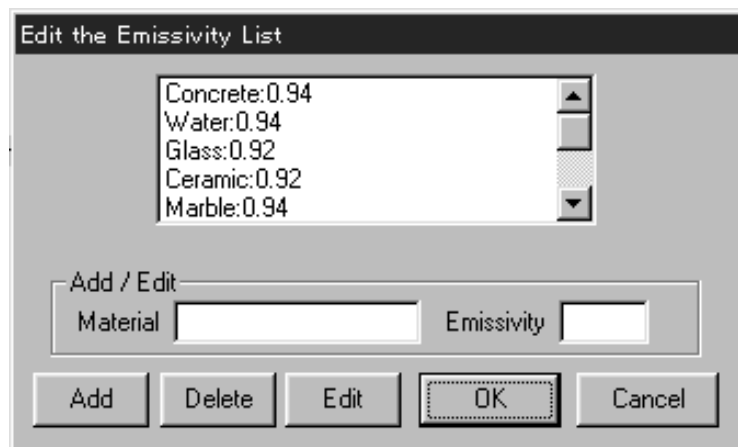 Edit the Emissivity List
Concrete:0.94
Water:0.94
Glass:0.92
Ceramic:0.92
Marble:0.94
Add / Edit
Material Emissivity
Add Delete Edit OK Cancel